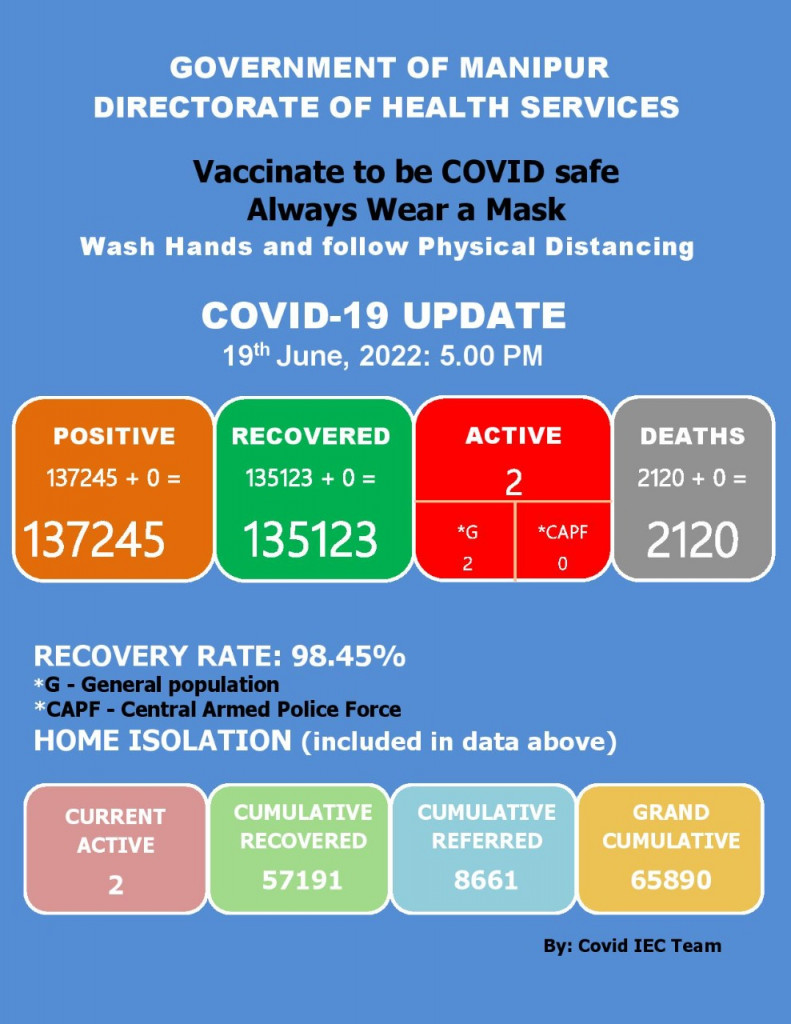 GOVERNMENT OF MANIPUR
DIRECTORATE OF HEALTH SERVICES
Vaccinate to be COVID safe
Always Wear a Mask
Wash Hands and follow Physical Distancing
COVID-19 UPDATE
19th June, 2022: 5.00 PM
POSITIVE
137245 + 0 =
137245
RECOVERED
135123 + 0 =
135123
ACTIVE
2
*G
2
*CAPF
0
DEATHS
2120 + 0 =
2120
RECOVERY RATE: 98.45%
*G - General population
*CAPF - Central Armed Police Force
HOME ISOLATION (included in data above)
CURRENT
ACTIVE
2
CUMULATIVE
RECOVERED
57191
CUMULATIVE
REFERRED
8661
GRAND
CUMULATIVE
65890
By: Covid IEC Team